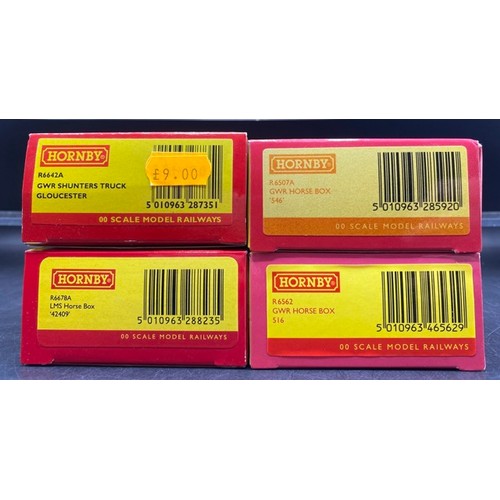 HORNBY®
R6642A
GWR SHUNTERS TRUCK
GLOUCESTER
£9.00
5 010963 287351
00 SCALE MODEL RAILWAYS
HORNBY®
R6507A
GWR HORSE BOX
'546'
5 010963 285920
00 SCALE MODEL RAILWAYS
HORNBY®
R6678A
LMS Horse Box
'42409'
5 010963 288235
00 SCALE MODEL RAILWAYS
HORNBY®
R6562
GWR HORSE BOX
516
5 010963 465629
00 SCALE MODEL RAILWAYS